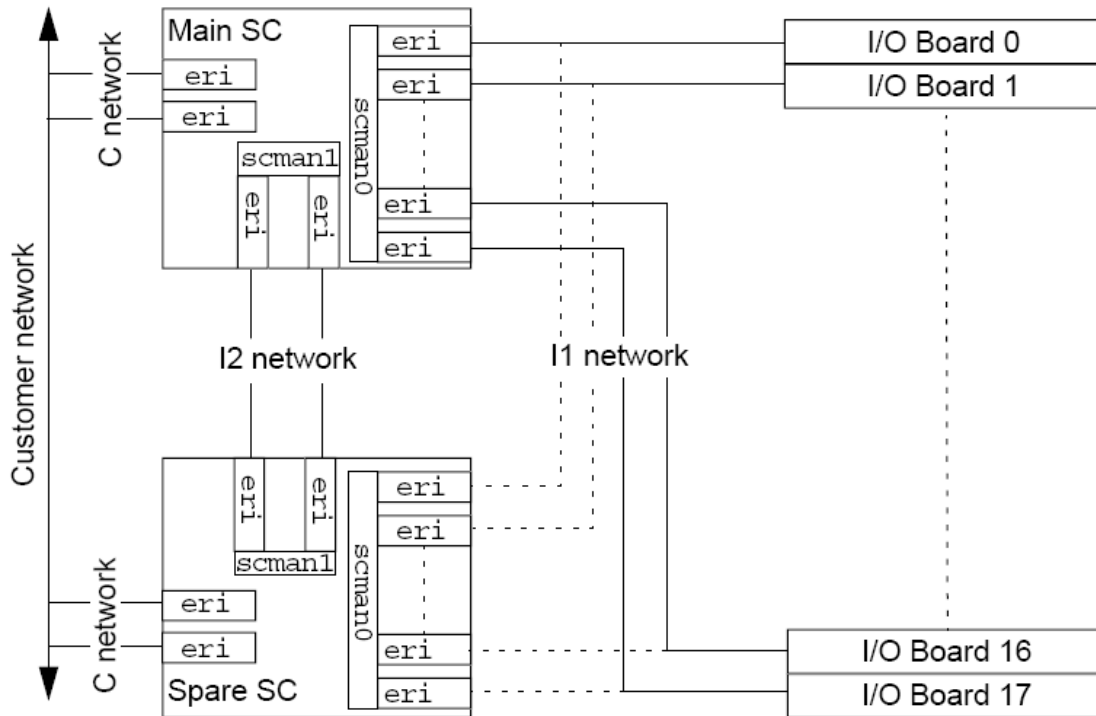 Main SC
eri
eri
C network
eri
eri
scman1
eri
eri
scman0
eri
eri
I/O Board 0
I/O Board 1
Customer network
I2 network
I1 network
eri
eri
scman1
eri
eri
scman0
eri
eri
C network
eri
eri
Spare SC
I/O Board 16
I/O Board 17